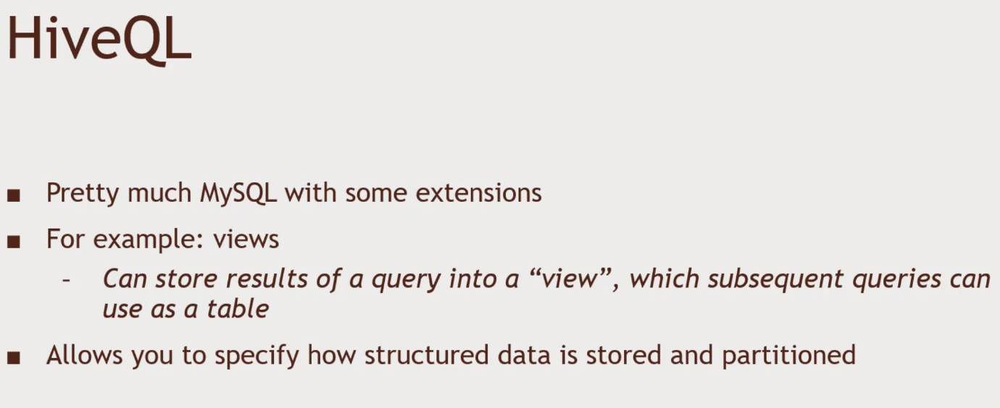 HiveQL
■ Pretty much MySQL with some extensions
■ For example: views
– Can store results of a query into a “view”, which subsequent queries can
use as a table
■ Allows you to specify how structured data is stored and partitioned